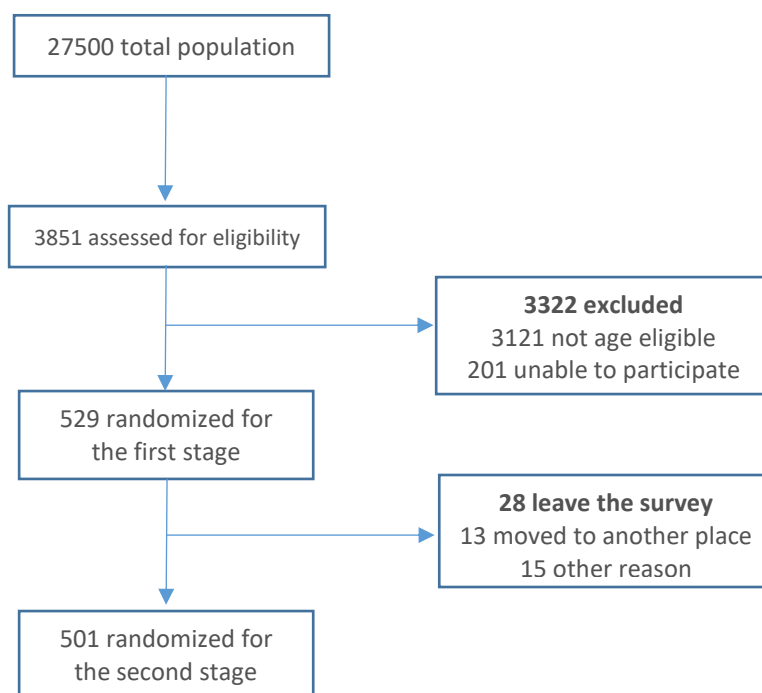 27500 total population
3851 assessed for eligibility
3322 excluded
3121 not age eligible
201 unable to participate
529 randomized for
the first stage
28 leave the survey
13 moved to another place
15 other reason
501 randomized for
the second stage